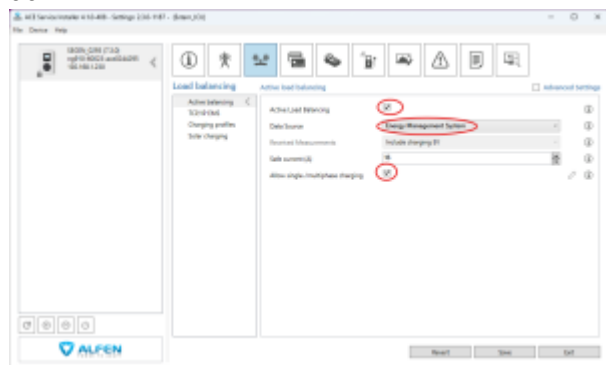 File Device Help
Load balancing
Active load balancing
Advanced Settings
Active balancing
Charging profiles
Solar charging
Active Load Balancing
Data Source
Energy Management System
Received Measurements
Include charging EV
Safe current (A)
Allow single-/multiphase charging
ALFEN
Revert
Save
Exit